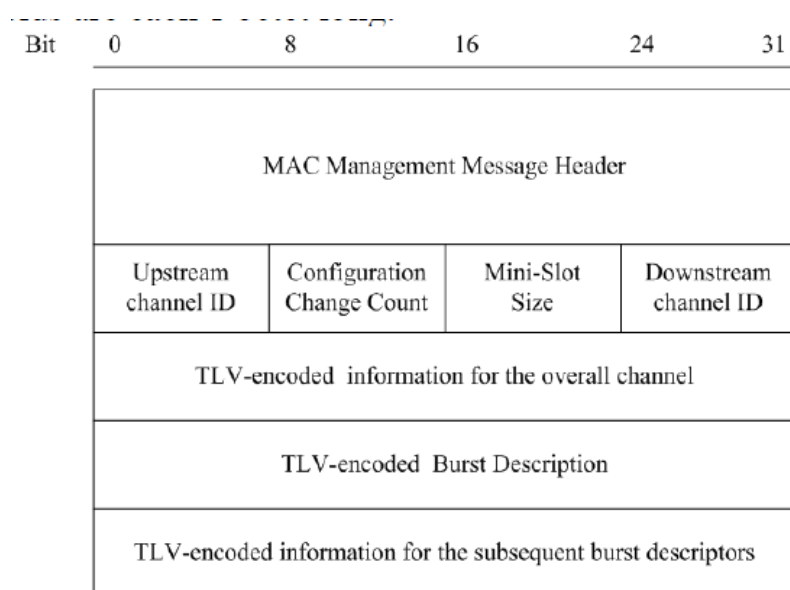 Bit 0 8 16 24 31
MAC Management Message Header
Upstream channel ID
Configuration Change Count
Mini-Slot Size
Downstream channel ID
TLV-encoded information for the overall channel
TLV-encoded Burst Description
TLV-encoded information for the subsequent burst descriptors